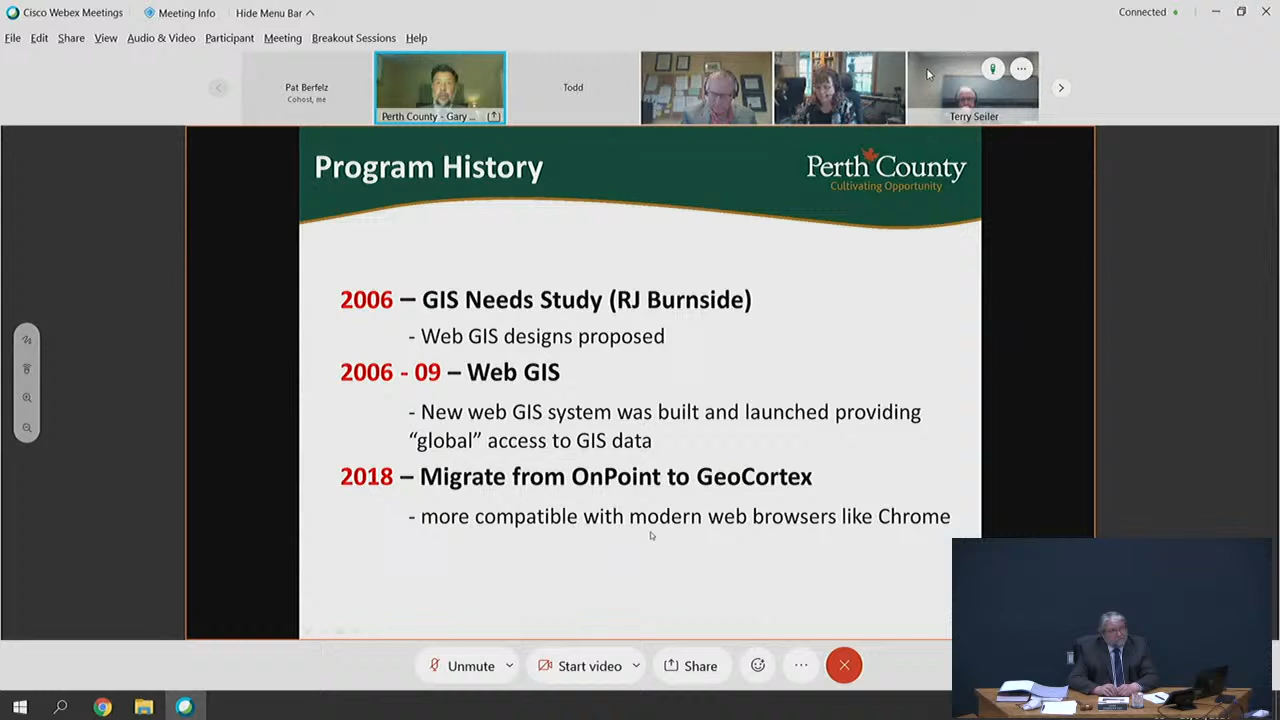 Cisco Webex Meetings
Meeting Info
Hide Menu Bar
Connected
File Edit Share View Audio & Video Participant Meeting Breakout Sessions Help
Pat Berfelz
Cohost, me
Perth County - Gary ...
Todd
Terry Seiler
Program History
Perth County
Cultivating Opportunity
2006 – GIS Needs Study (RJ Burnside)
- Web GIS designs proposed
2006 - 09 – Web GIS
- New web GIS system was built and launched providing
“global” access to GIS data
2018 – Migrate from OnPoint to GeoCortex
- more compatible with modern web browsers like Chrome
Unmute
Start video
Share